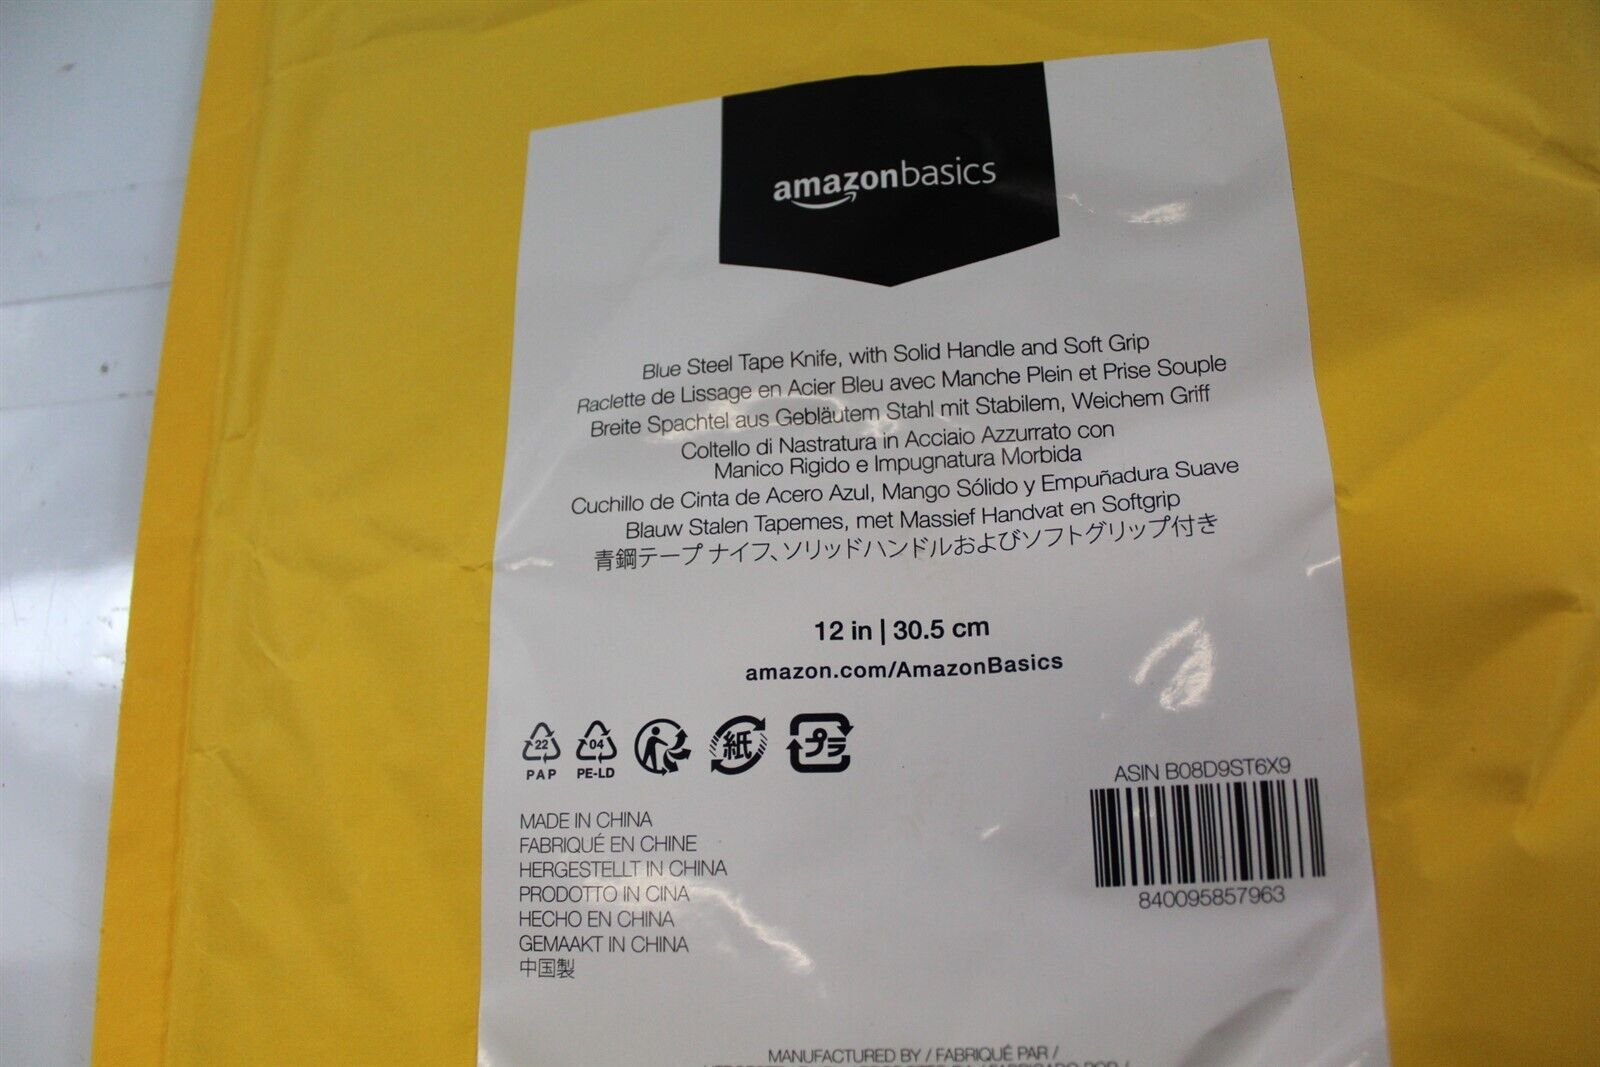 amazonbasics
Blue Steel Tape Knife, with Solid Handle and Soft Grip
Raclette de Lissage en Acier Bleu avec Manche Plein et Prise Souple
Breite Spachtel aus Gebläutem Stahl mit Stabilem, Weichem Griff
Coltello di Nastratura in Acciaio Azzurrato con
Manico Rigido e Impugnatura Morbida
Cuchillo de Cinta de Acero Azul, Mango Sólido y Empuñadura Suave
Blauw Stalen Tapemes, met Massief Handvat en Softgrip
青鋼テープ ナイフ、ソリッドハンドルおよびソフトグリップ付き
12 in | 30.5 cm
amazon.com/AmazonBasics
22 04 紙 プラ
PAP PE-LD
ASIN B08D9ST6X9
840095857963
MADE IN CHINA
FABRIQUÉ EN CHINE
HERGESTELLT IN CHINA
PRODOTTO IN CINA
HECHO EN CHINA
GEMAAKT IN CHINA
中国製
MANUFACTURED BY / FABRIQUÉ PAR /